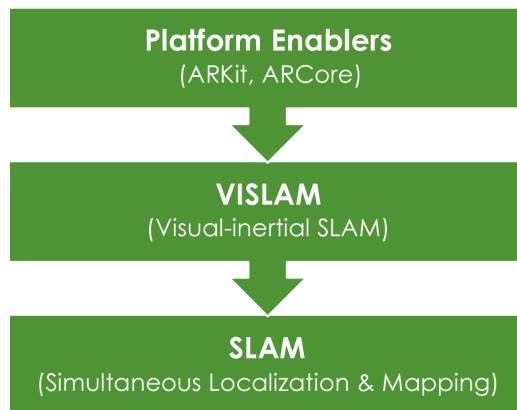 Platform Enablers
(ARKit, ARCore)
VISLAM
(Visual-inertial SLAM)
SLAM
(Simultaneous Localization & Mapping)